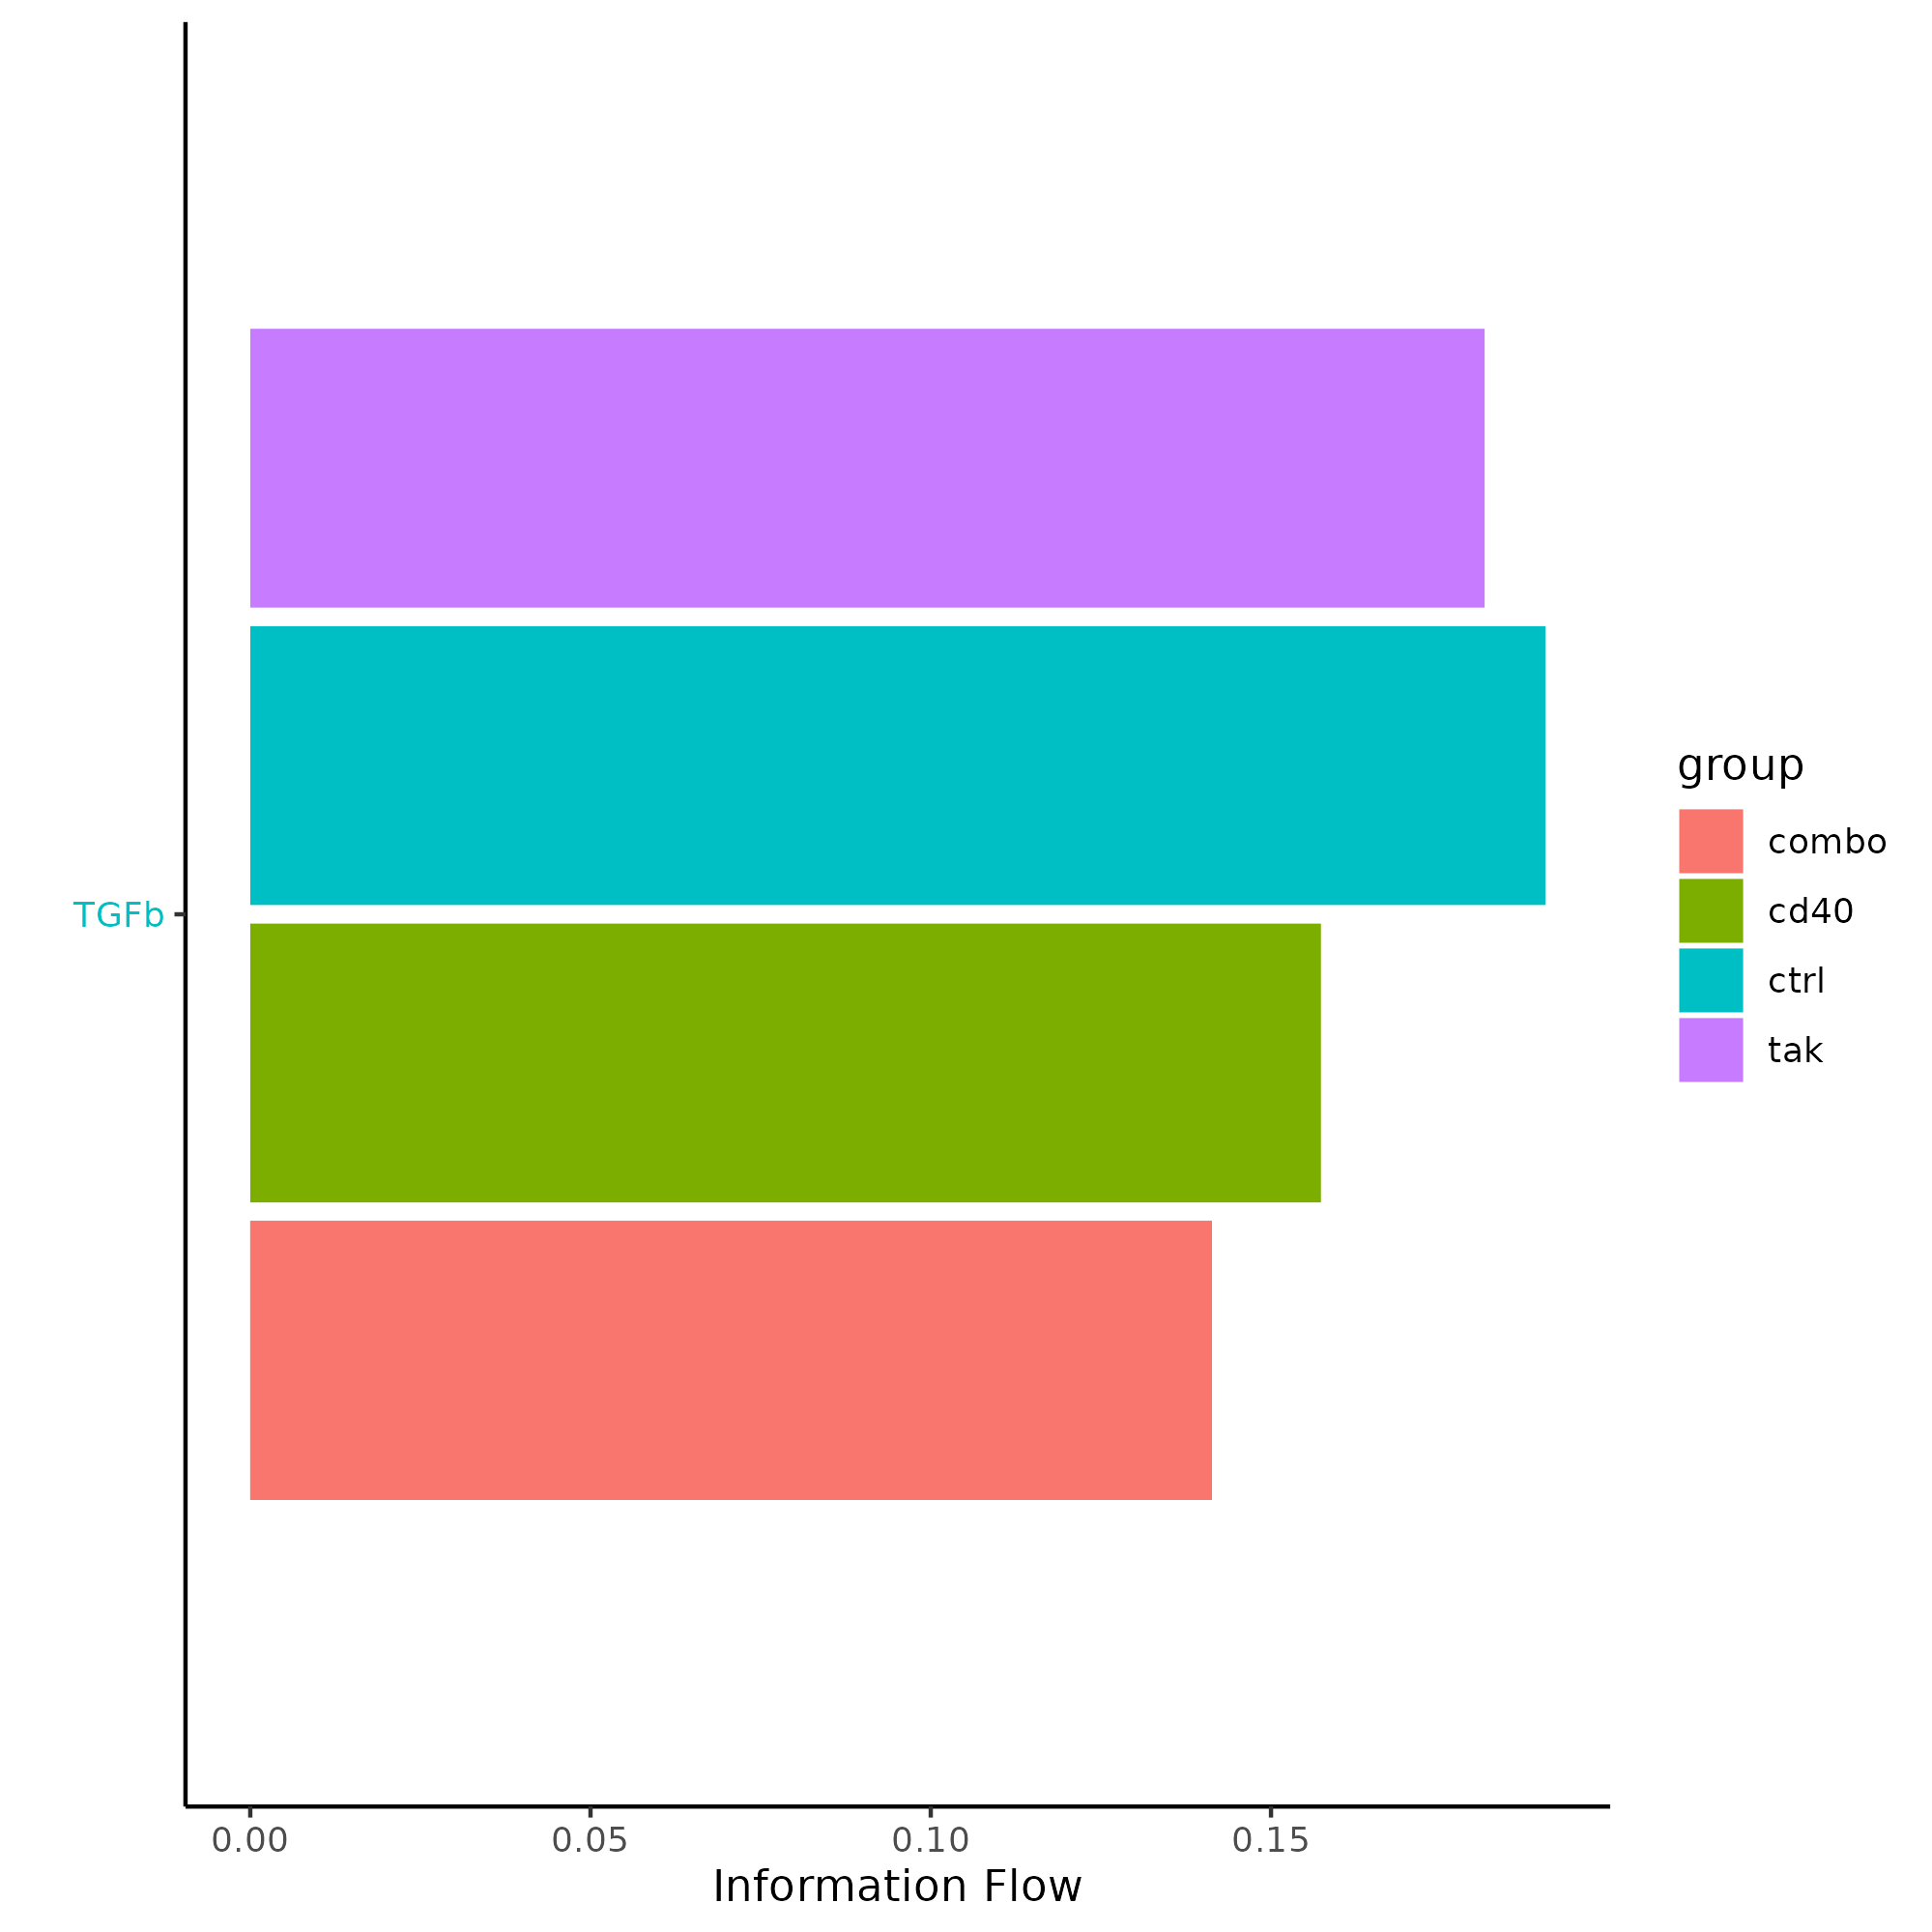 TGFb
0.00 0.05 0.10 0.15
Information Flow
group
combo
cd40
ctrl
tak